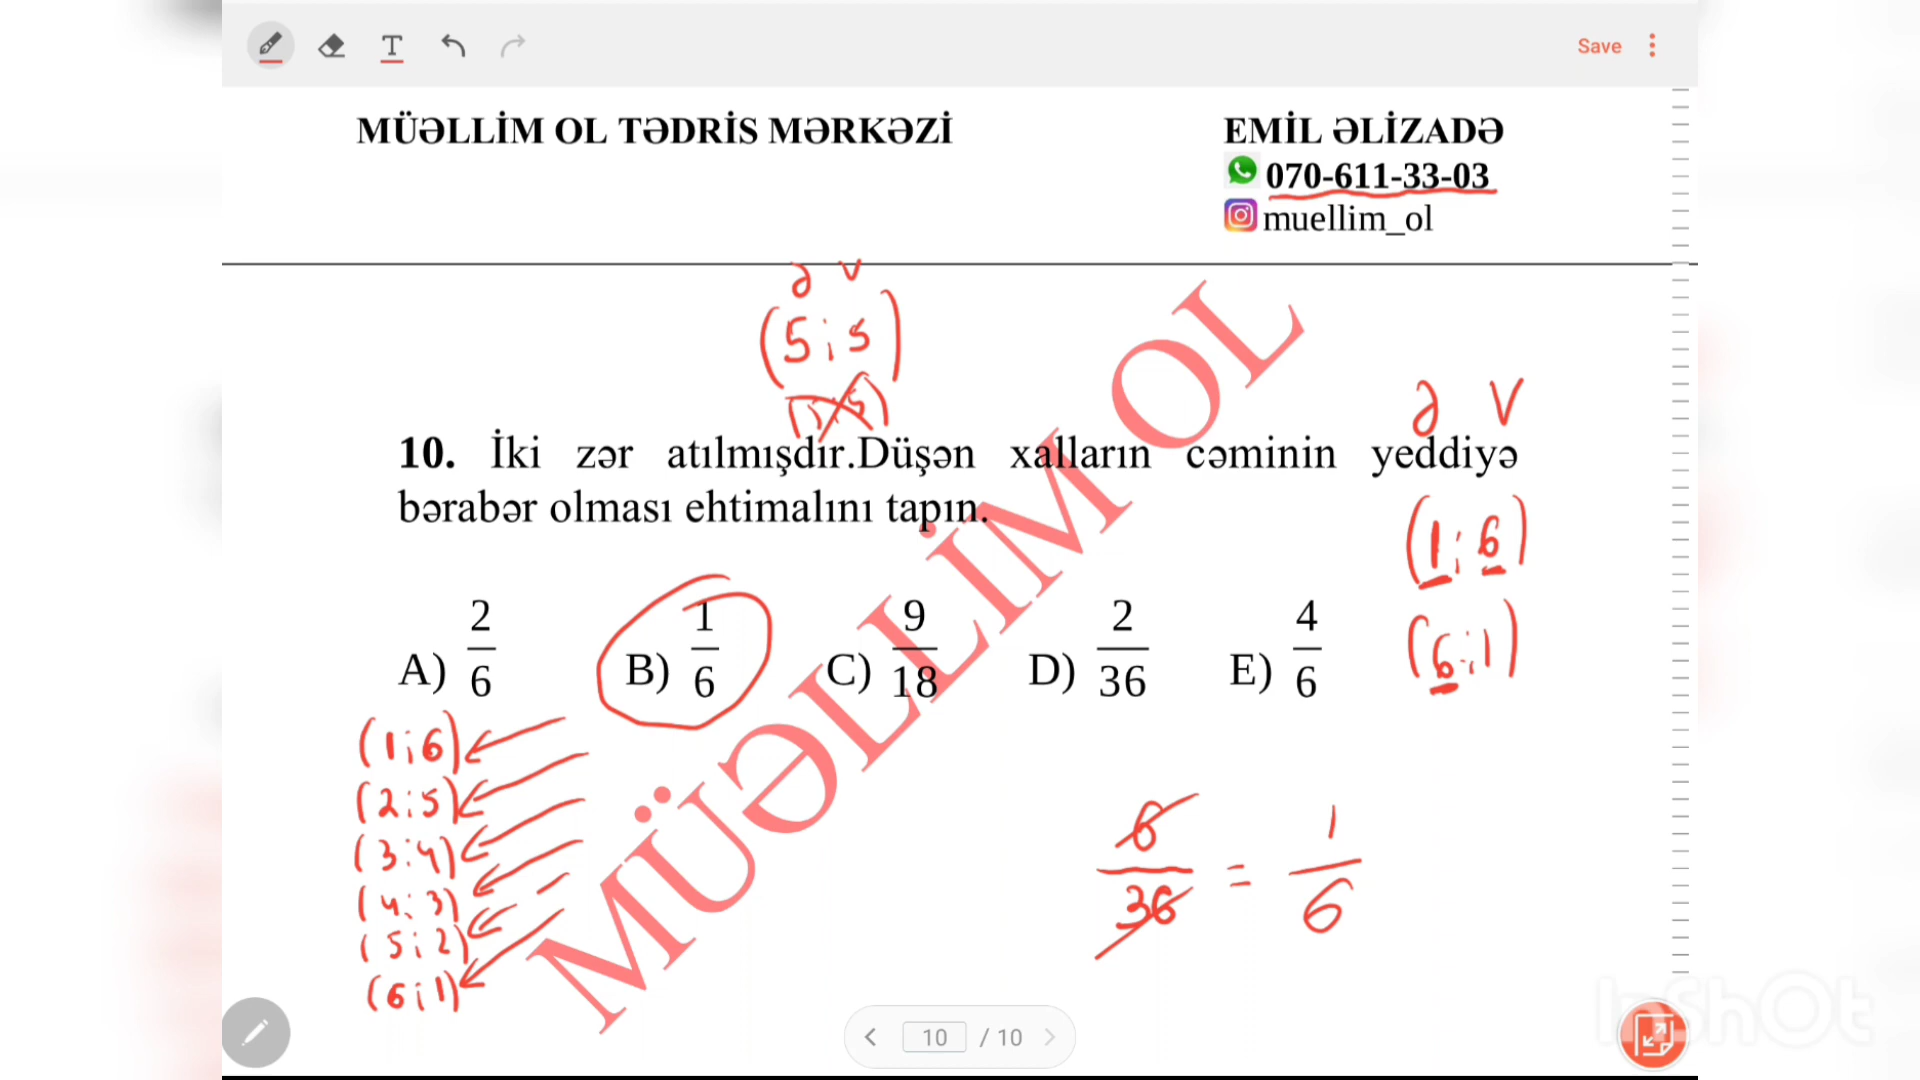 Save
MÜƏLLİM OL TƏDRİS MƏRKƏZİ
EMİL ƏLİZADƏ
070-611-33-03
muellim_ol
ə v
(5;5)
ə v
10. İki zər atılmışdır.Düşən xalların cəminin yeddiyə
bərabər olması ehtimalını tapın.
(1;6)
(6;1)
A) 2/6 B) 1/6 C) 9/18 D) 2/36 E) 4/6
(1;6)
(2;5)
(3;4)
(4;3)
(5;2)
(6;1)
6/36 = 1/6
MÜƏLLİM OL
10 / 10
InShOt